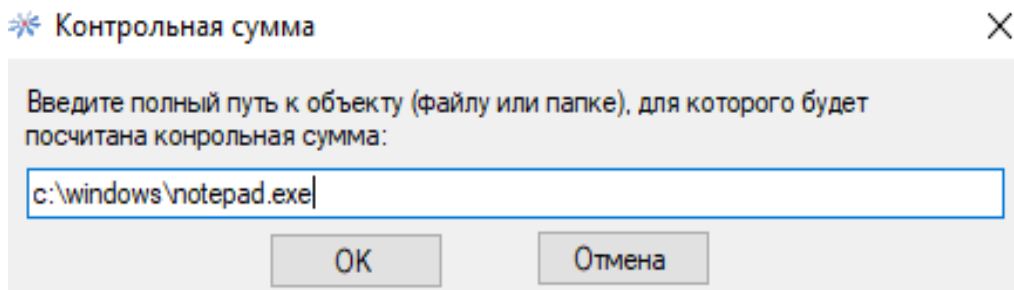 Контрольная сумма
Введите полный путь к объекту (файлу или папке), для которого будет
посчитана конрольная сумма:
c:\windows\notepad.exe
OK
Отмена